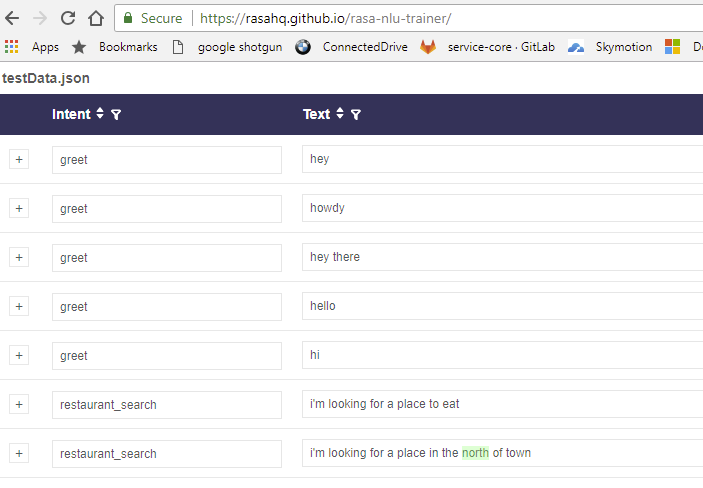 Secure https://rasahq.github.io/rasa-nlu-trainer/
Apps Bookmarks google shotgun ConnectedDrive service-core · GitLab Skymotion
testData.json
Intent Text
+ greet hey
+ greet howdy
+ greet hey there
+ greet hello
+ greet hi
+ restaurant_search i'm looking for a place to eat
+ restaurant_search i'm looking for a place in the north of town